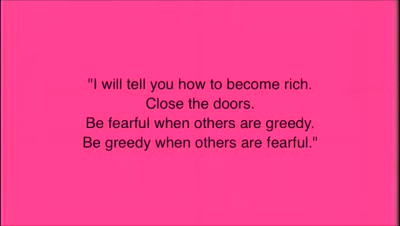 "I will tell you how to become rich.
Close the doors.
Be fearful when others are greedy.
Be greedy when others are fearful."